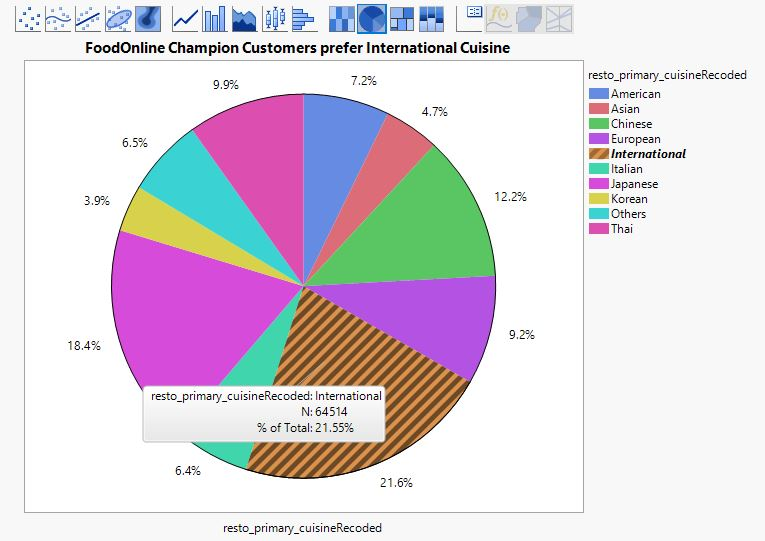 FoodOnline Champion Customers prefer International Cuisine
resto_primary_cuisineRecoded
American
Asian
Chinese
European
International
Italian
Japanese
Korean
Others
Thai
7.2%
4.7%
12.2%
9.2%
21.6%
6.4%
18.4%
3.9%
6.5%
9.9%
resto_primary_cuisineRecoded: International
N: 64514
% of Total: 21.55%
resto_primary_cuisineRecoded